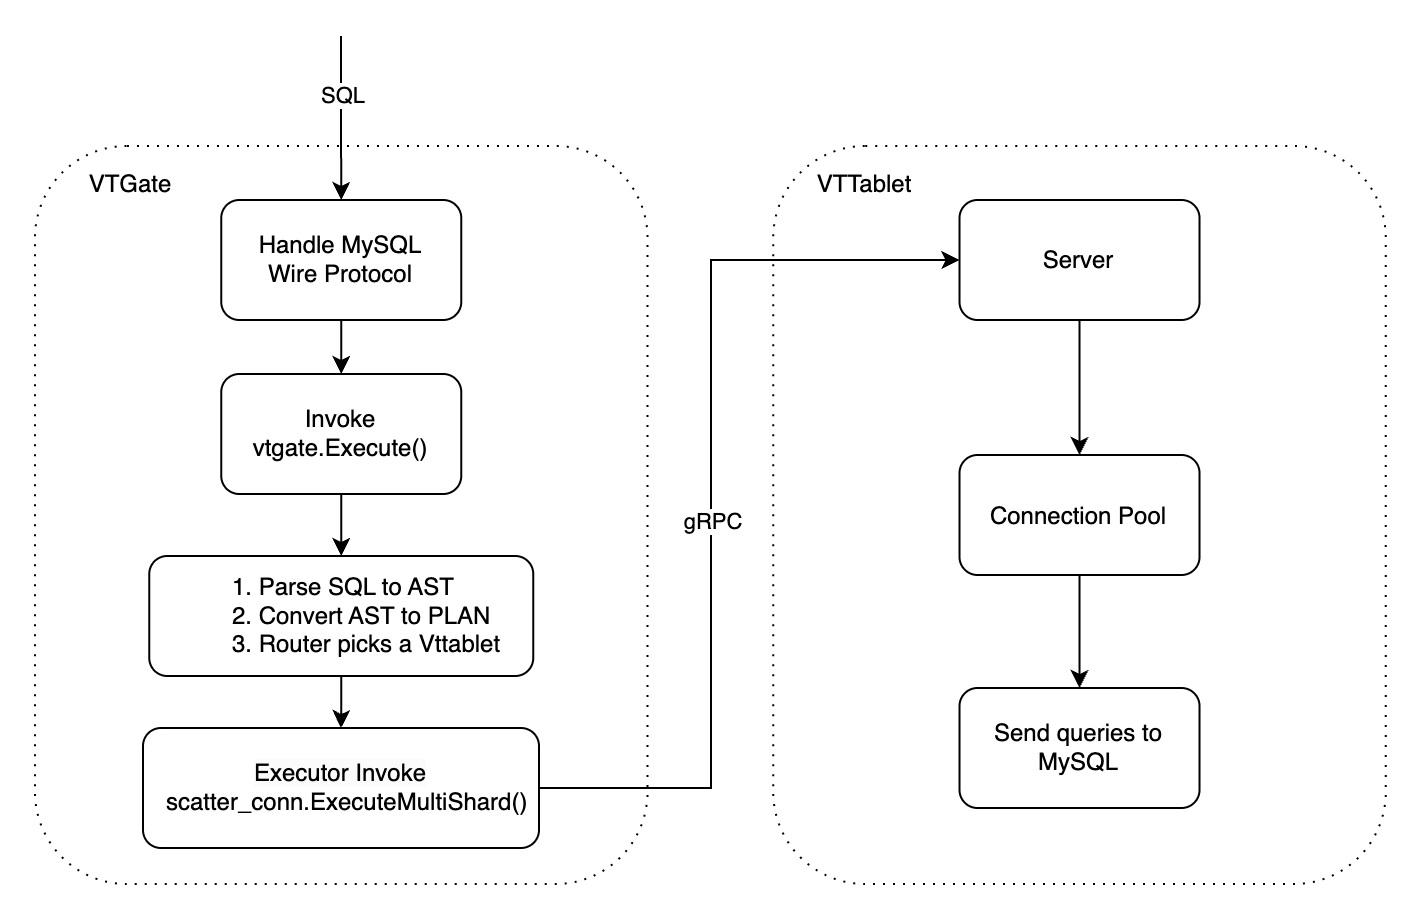 SQL
VTGate
Handle MySQL
Wire Protocol
Invoke
vtgate.Execute()
1. Parse SQL to AST
2. Convert AST to PLAN
3. Router picks a Vttablet
Executor Invoke
scatter_conn.ExecuteMultiShard()
gRPC
VTTablet
Server
Connection Pool
Send queries to
MySQL